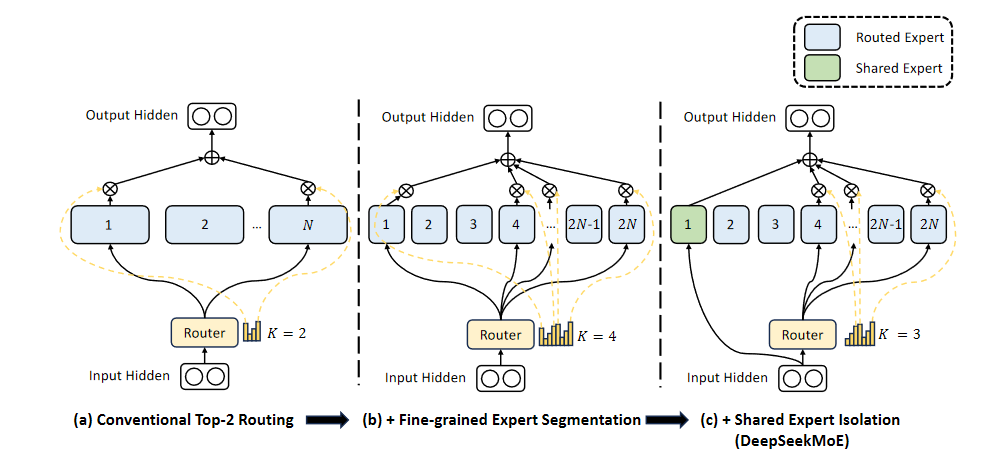 Routed Expert
Shared Expert
Output Hidden
1
2
...
N
Router
K = 2
Input Hidden
(a) Conventional Top-2 Routing
Output Hidden
1
2
3
4
...
2N-1
2N
Router
K = 4
Input Hidden
(b) + Fine-grained Expert Segmentation
Output Hidden
1
2
3
4
...
2N-1
2N
Router
K = 3
Input Hidden
(c) + Shared Expert Isolation
(DeepSeekMoE)